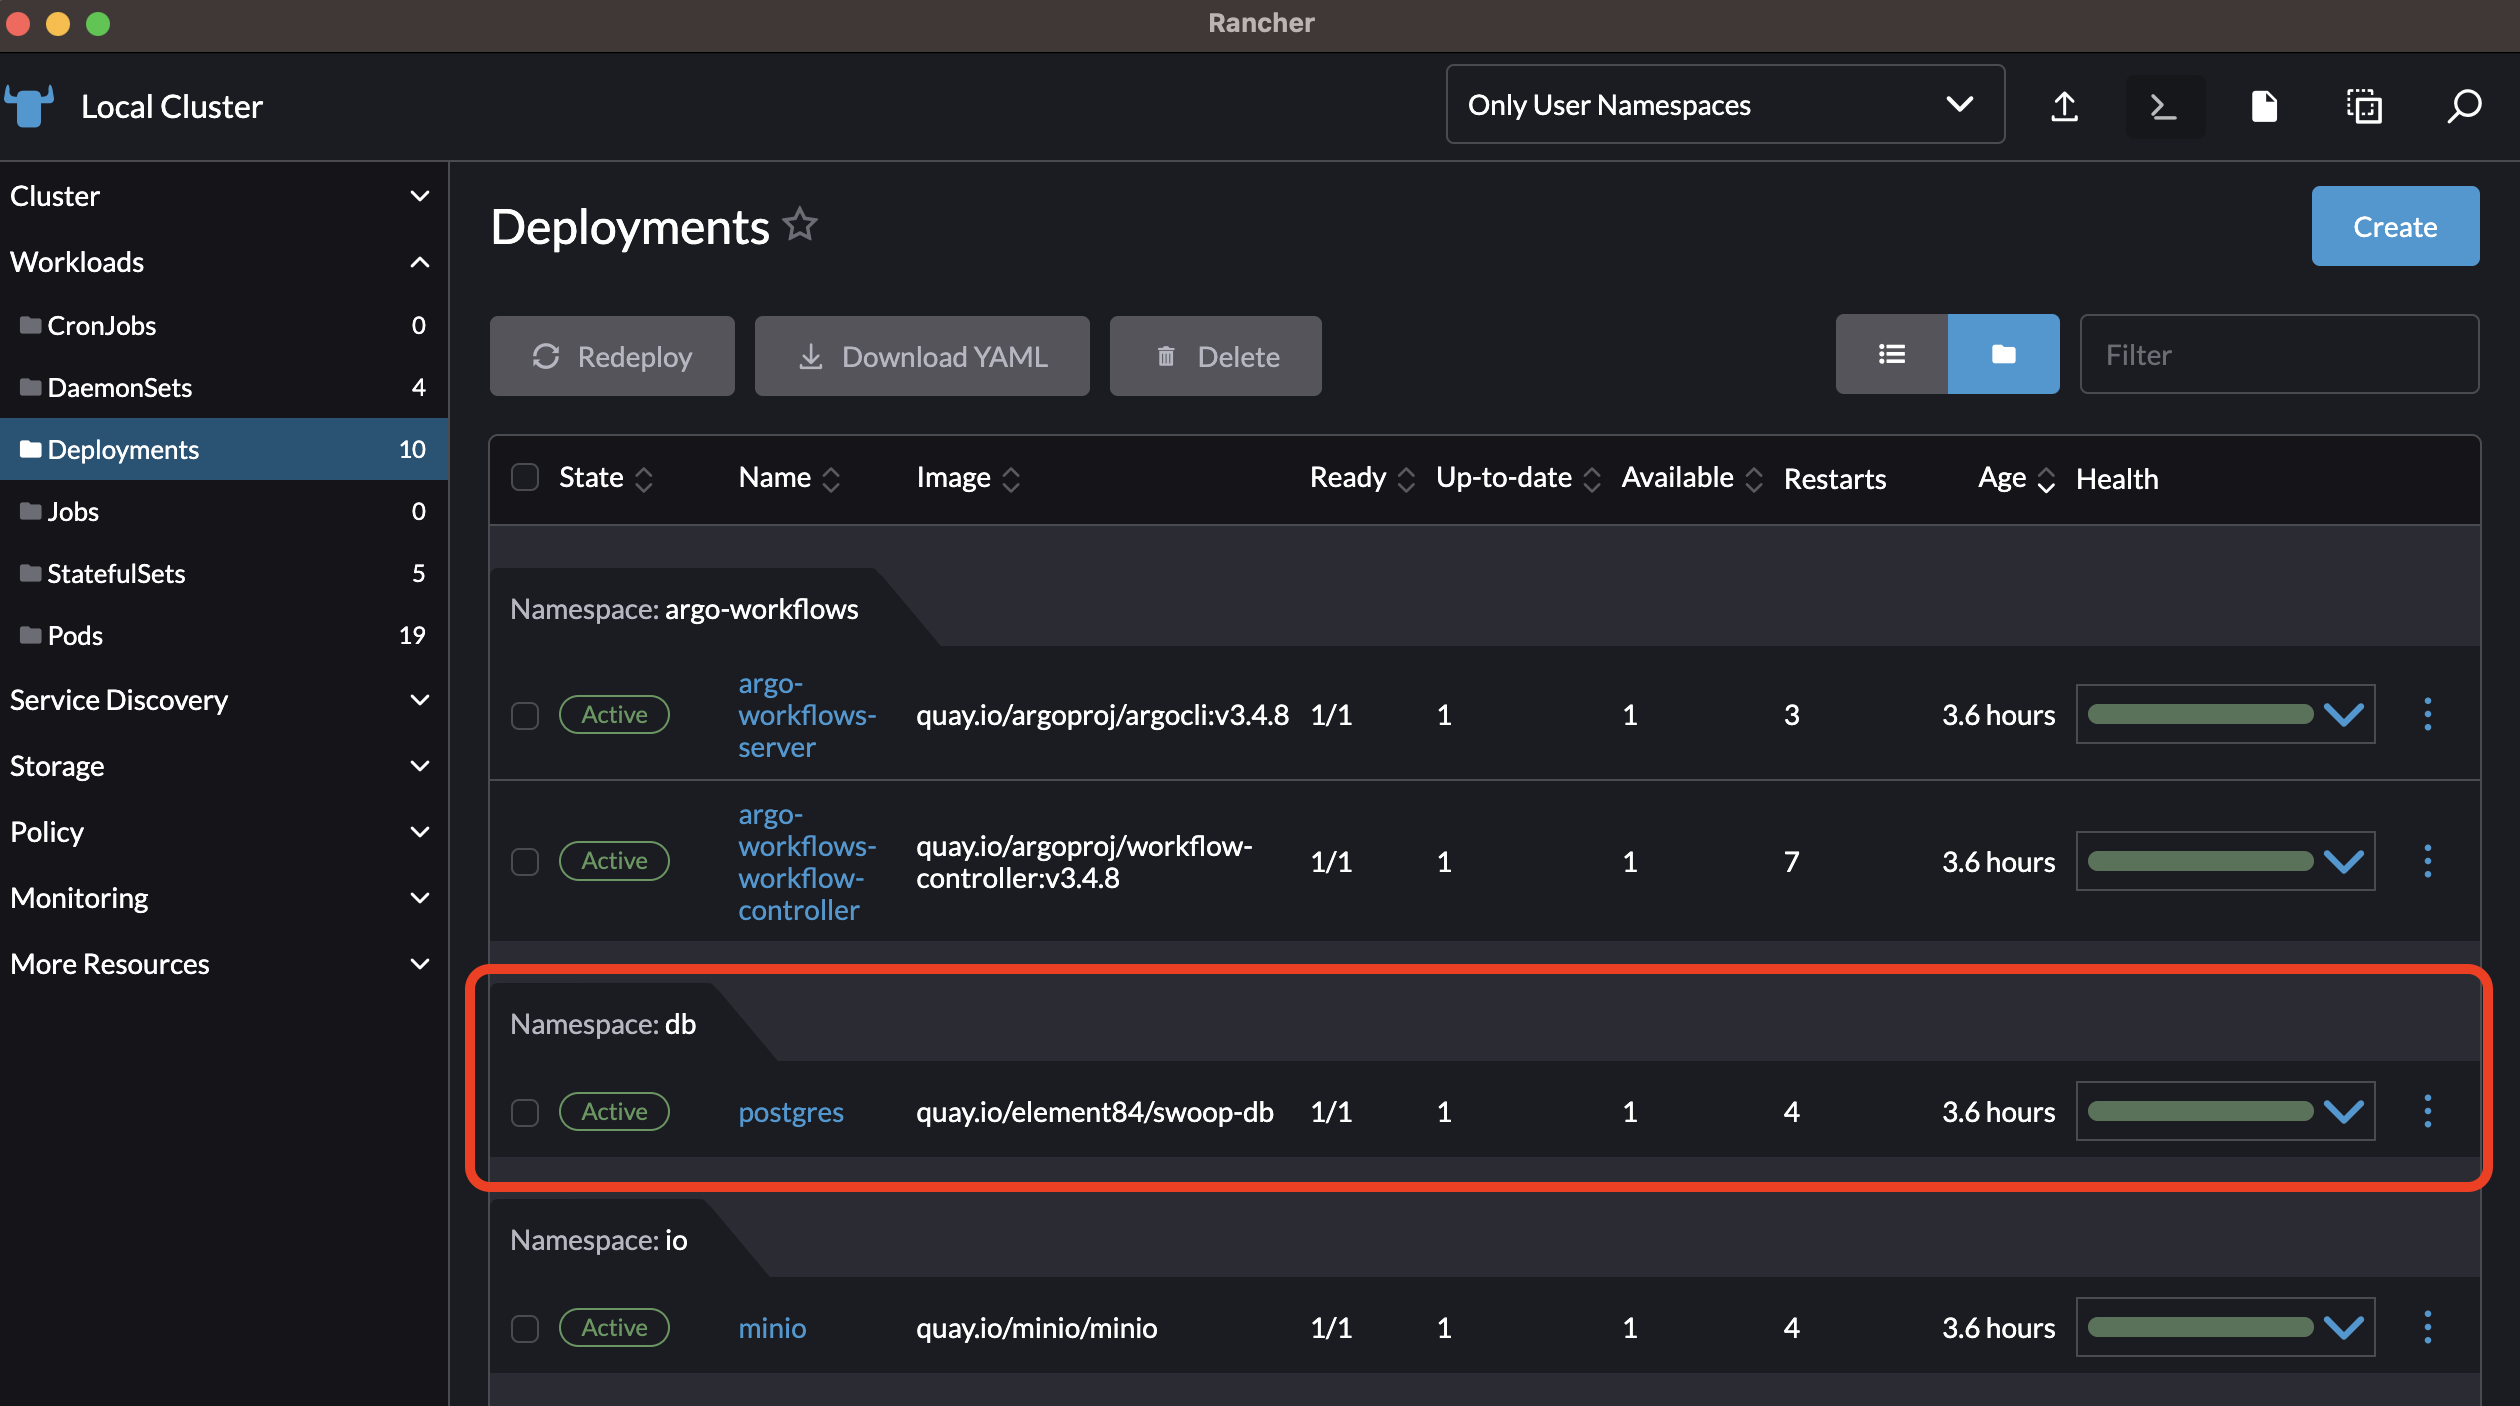 Rancher
Local Cluster
Only User Namespaces
Cluster
Workloads
CronJobs 0
DaemonSets 4
Deployments 10
Jobs 0
StatefulSets 5
Pods 19
Service Discovery
Storage
Policy
Monitoring
More Resources
Deployments
Create
Redeploy
Download YAML
Delete
Filter
State Name Image Ready Up-to-date Available Restarts Age Health
Namespace: argo-workflows
Active argo-workflows-server quay.io/argoproj/argocli:v3.4.8 1/1 1 1 3 3.6 hours
Active argo-workflows-workflow-controller quay.io/argoproj/workflow-controller:v3.4.8 1/1 1 1 7 3.6 hours
Namespace: db
Active postgres quay.io/element84/swoop-db 1/1 1 1 4 3.6 hours
Namespace: io
Active minio quay.io/minio/minio 1/1 1 1 4 3.6 hours